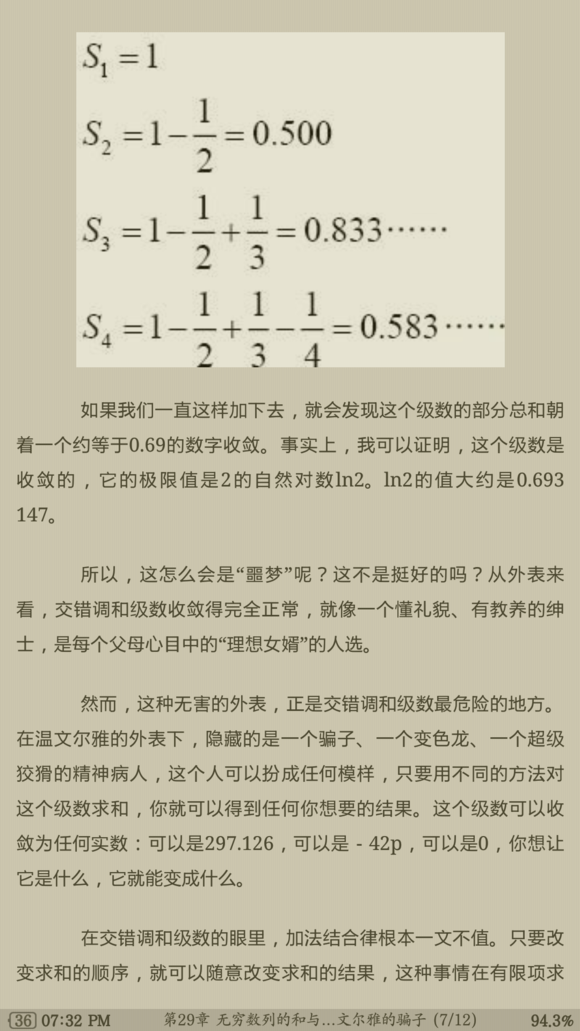 S₁ = 1
S₂ = 1 − 1/2 = 0.500
S₃ = 1 − 1/2 + 1/3 = 0.833……
S₄ = 1 − 1/2 + 1/3 − 1/4 = 0.583……
如果我们一直这样加下去，就会发现这个级数的部分总和朝
着一个约等于0.69的数字收敛。事实上，我可以证明，这个级数是
收敛的，它的极限值是2的自然对数ln2。ln2的值大约是0.693
147。
所以，这怎么会是“噩梦”呢？这不是挺好的吗？从外表来
看，交错调和级数收敛得完全正常，就像一个懂礼貌、有教养的绅
士，是每个父母心目中的“理想女婿”的人选。
然而，这种无害的外表，正是交错调和级数最危险的地方。
在温文尔雅的外表下，隐藏的是一个骗子、一个变色龙、一个超级
狡猾的精神病人，这个人可以扮成任何模样，只要用不同的方法对
这个级数求和，你就可以得到任何你想要的结果。这个级数可以收
敛为任何实数：可以是297.126，可以是 - 42p，可以是0，你想让
它是什么，它就能变成什么。
在交错调和级数的眼里，加法结合律根本一文不值。只要改
变求和的顺序，就可以随意改变求和的结果，这种事情在有限项求
36 07:32 PM 第29章 无穷数列的和与...文尔雅的骗子 (7/12) 94.3%